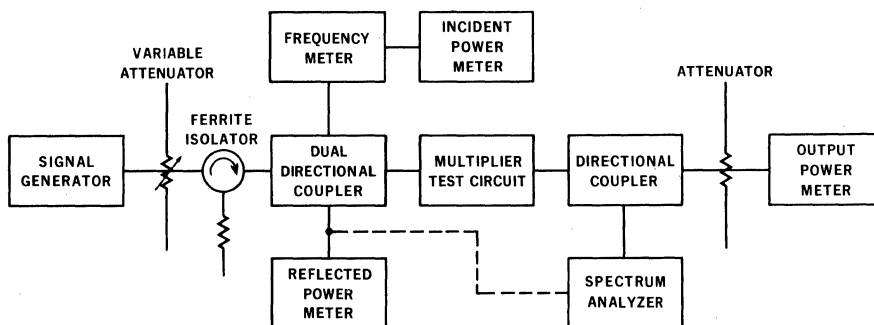 FREQUENCY
METER
INCIDENT
POWER
METER
VARIABLE
ATTENUATOR
ATTENUATOR
FERRITE
ISOLATOR
SIGNAL
GENERATOR
DUAL
DIRECTIONAL
COUPLER
MULTIPLIER
TEST CIRCUIT
DIRECTIONAL
COUPLER
OUTPUT
POWER
METER
REFLECTED
POWER
METER
SPECTRUM
ANALYZER